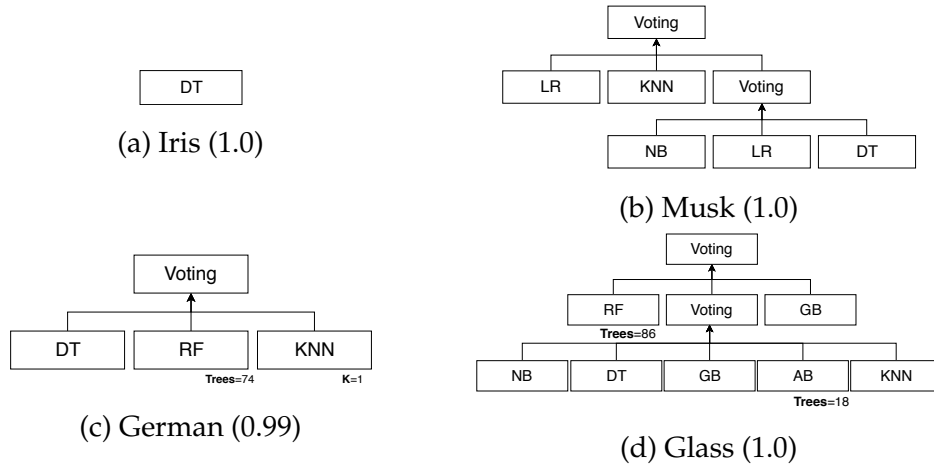 DT
(a) Iris (1.0)
Voting
LR KNN Voting
NB LR DT
(b) Musk (1.0)
Voting
DT RF KNN
Trees=74 K=1
(c) German (0.99)
Voting
RF Voting GB
Trees=86
NB DT GB AB KNN
Trees=18
(d) Glass (1.0)